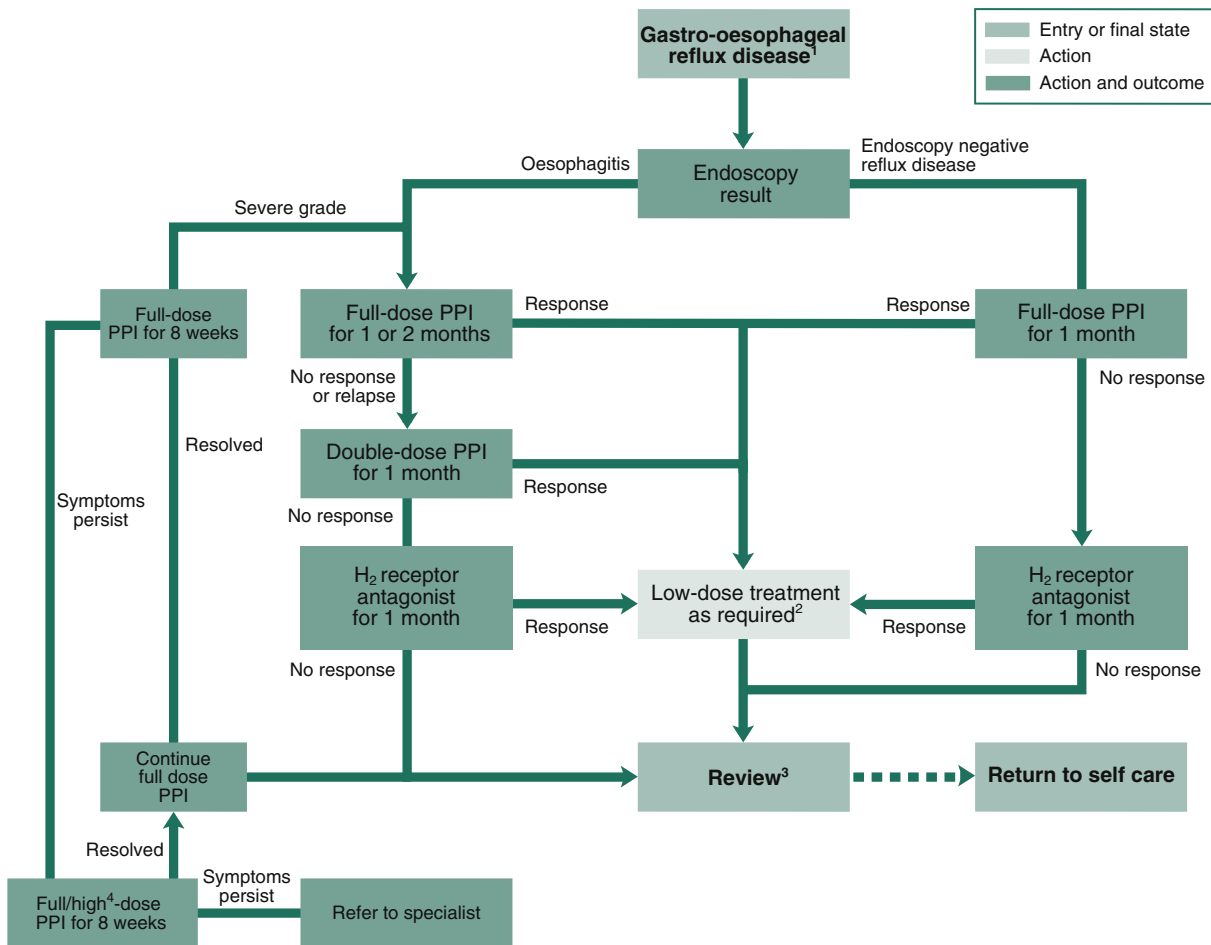 Gastro-oesophageal
reflux disease¹
Entry or final state
Action
Action and outcome
Oesophagitis
Endoscopy
result
Endoscopy negative
reflux disease
Severe grade
Full-dose
PPI for 8 weeks
Full-dose PPI
for 1 or 2 months
Response
Response
Full-dose PPI
for 1 month
No response
or relapse
No response
Resolved
Double-dose PPI
for 1 month
Response
Symptoms
persist
No response
H₂ receptor
antagonist
for 1 month
Response
Low-dose treatment
as required²
Response
H₂ receptor
antagonist
for 1 month
No response
No response
Continue
full dose
PPI
Review³
Return to self care
Resolved
Full/high⁴-dose
PPI for 8 weeks
Symptoms
persist
Refer to specialist